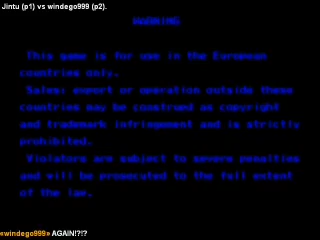 Jintu (p1) vs windego999 (p2).
WARNING
This game is for use in the European
countries only.
Sales, export or operation outside these
countries may be construed as copyright
and trademark infringement and is strictly
prohibited.
Violators are subject to severe penalties
and will be prosecuted to the full extent
of the law.
«windego999» AGAIN!?!?